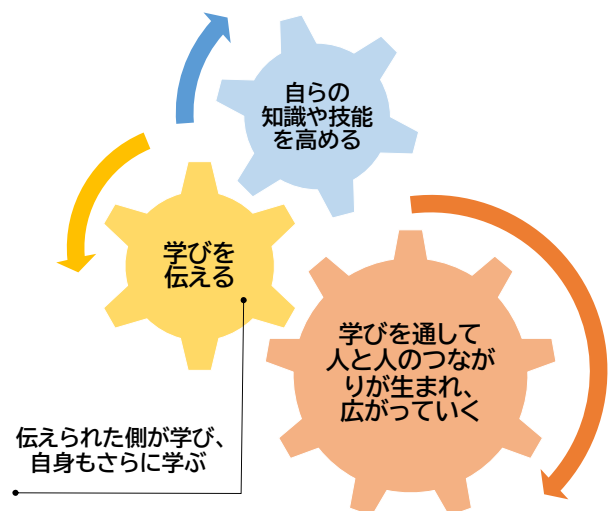 自らの
知識や技能
を高める
学びを
伝える
学びを通して
人と人のつなが
りが生まれ、
広がっていく
伝えられた側が学び、
自身もさらに学ぶ